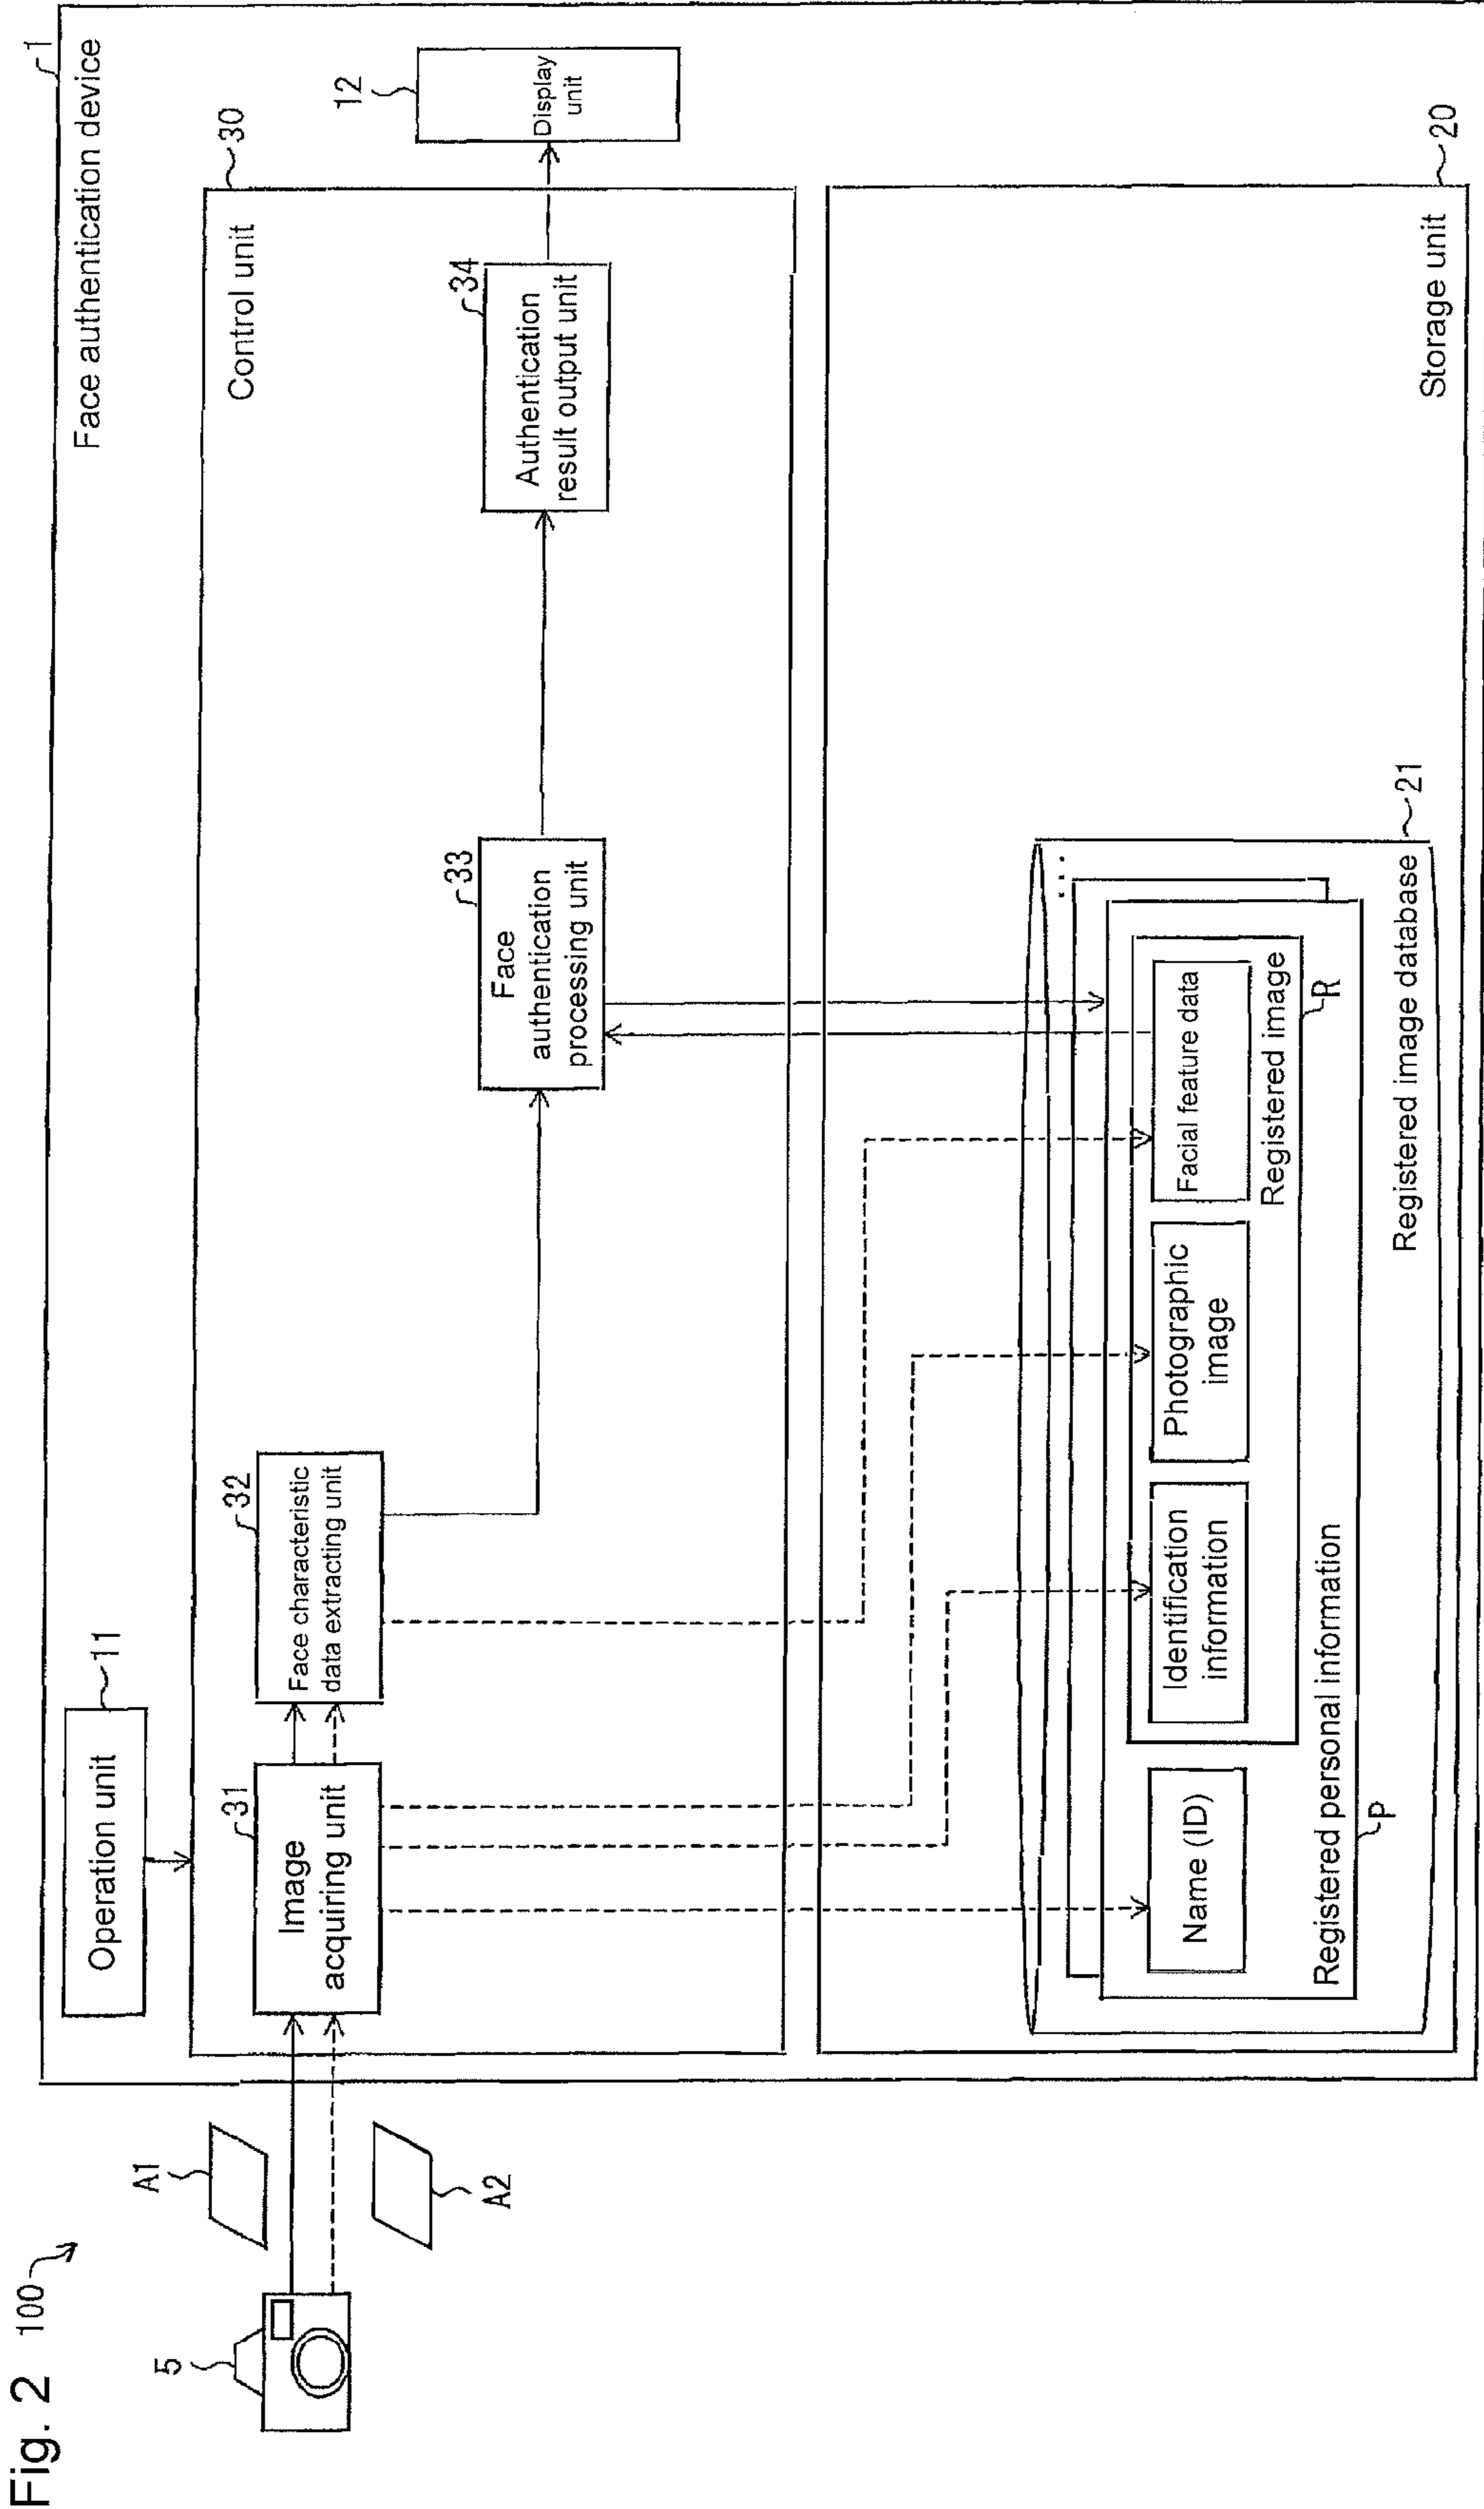 Fig. 2
100
1
Face authentication device
5
A1
A2
Operation unit
11
30
Control unit
31
Image
acquiring unit
32
Face characteristic
data extracting unit
33
Face
authentication
processing unit
34
Authentication
result output unit
12
Display
unit
20
Storage unit
21
Registered image database
...
Name (ID)
Identification
information
Photographic
image
Facial feature data
Registered image
R
Registered personal information
P